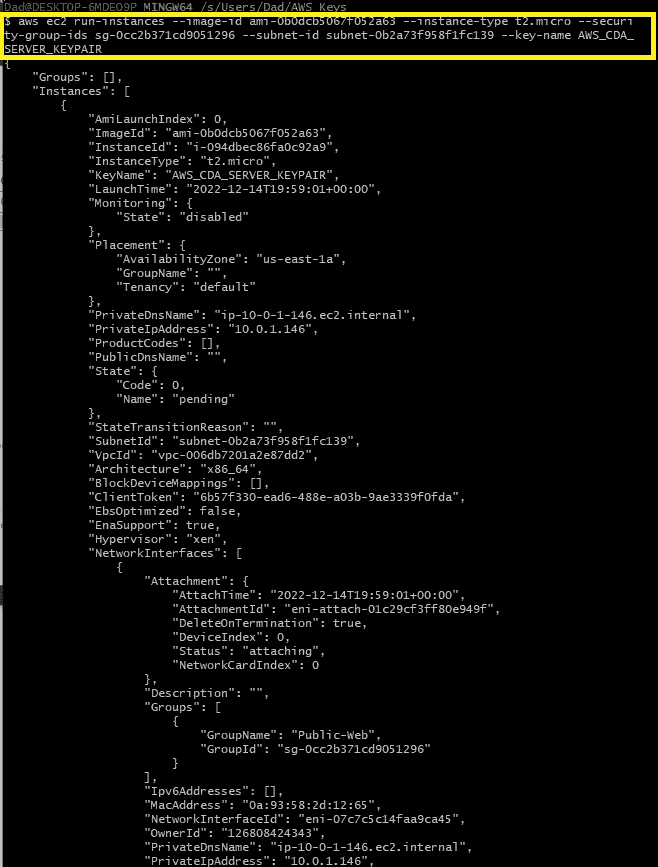 Dad@DESKTOP-6MDEO9P MINGW64 /s/Users/Dad/AWS Keys
$ aws ec2 run-instances --image-id ami-0b0dcb5067f052a63 --instance-type t2.micro --securi
ty-group-ids sg-0cc2b371cd9051296 --subnet-id subnet-0b2a73f958f1fc139 --key-name AWS_CDA_
SERVER_KEYPAIR
{
    "Groups": [],
    "Instances": [
        {
            "AmiLaunchIndex": 0,
            "ImageId": "ami-0b0dcb5067f052a63",
            "InstanceId": "i-094dbec86fa0c92a9",
            "InstanceType": "t2.micro",
            "KeyName": "AWS_CDA_SERVER_KEYPAIR",
            "LaunchTime": "2022-12-14T19:59:01+00:00",
            "Monitoring": {
                "State": "disabled"
            },
            "Placement": {
                "AvailabilityZone": "us-east-1a",
                "GroupName": "",
                "Tenancy": "default"
            },
            "PrivateDnsName": "ip-10-0-1-146.ec2.internal",
            "PrivateIpAddress": "10.0.1.146",
            "ProductCodes": [],
            "PublicDnsName": "",
            "State": {
                "Code": 0,
                "Name": "pending"
            },
            "StateTransitionReason": "",
            "SubnetId": "subnet-0b2a73f958f1fc139",
            "VpcId": "vpc-006db7201a2e87dd2",
            "Architecture": "x86_64",
            "BlockDeviceMappings": [],
            "ClientToken": "6b57f330-ead6-488e-a03b-9ae3339f0fda",
            "EbsOptimized": false,
            "EnaSupport": true,
            "Hypervisor": "xen",
            "NetworkInterfaces": [
                {
                    "Attachment": {
                        "AttachTime": "2022-12-14T19:59:01+00:00",
                        "AttachmentId": "eni-attach-01c29cf3ff80e949f",
                        "DeleteOnTermination": true,
                        "DeviceIndex": 0,
                        "Status": "attaching",
                        "NetworkCardIndex": 0
                    },
                    "Description": "",
                    "Groups": [
                        {
                            "GroupName": "Public-Web",
                            "GroupId": "sg-0cc2b371cd9051296"
                        }
                    ],
                    "Ipv6Addresses": [],
                    "MacAddress": "0a:93:58:2d:12:65",
                    "NetworkInterfaceId": "eni-07c7c5c14faa9ca45",
                    "OwnerId": "126808424343",
                    "PrivateDnsName": "ip-10-0-1-146.ec2.internal",
                    "PrivateIpAddress": "10.0.1.146",